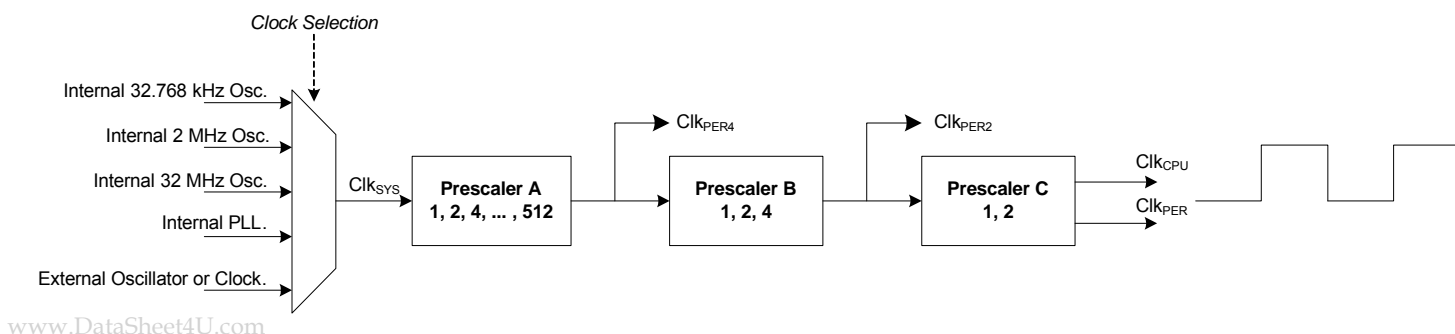 Clock Selection
Internal 32.768 kHz Osc.
Internal 2 MHz Osc.
Internal 32 MHz Osc.
Internal PLL.
External Oscillator or Clock.
ClkSYS
Prescaler A
1, 2, 4, ... , 512
ClkPER4
Prescaler B
1, 2, 4
ClkPER2
Prescaler C
1, 2
ClkCPU
ClkPER
www.DataSheet4U.com